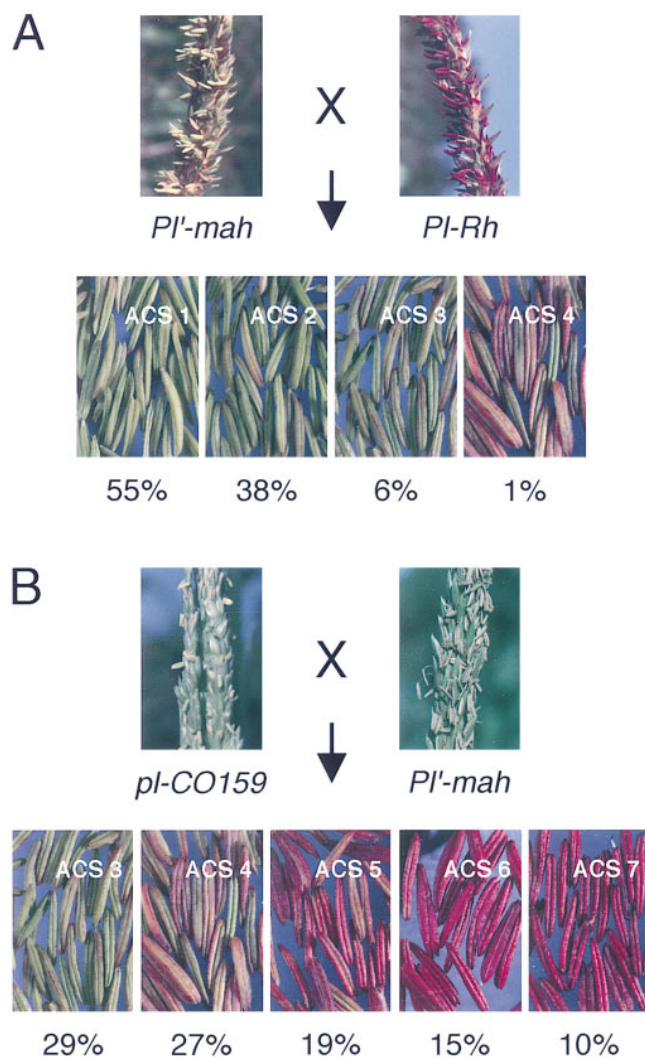 A
X
Pl'-mah Pl-Rh
ACS 1 ACS 2 ACS 3 ACS 4
55% 38% 6% 1%
B
X
pl-CO159 Pl'-mah
ACS 3 ACS 4 ACS 5 ACS 6 ACS 7
29% 27% 19% 15% 10%